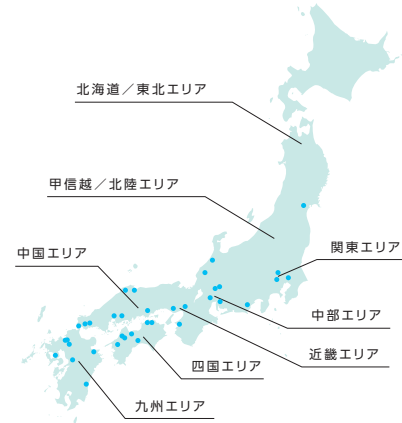 北海道／東北エリア
甲信越／北陸エリア
関東エリア
中国エリア
中部エリア
近畿エリア
四国エリア
九州エリア